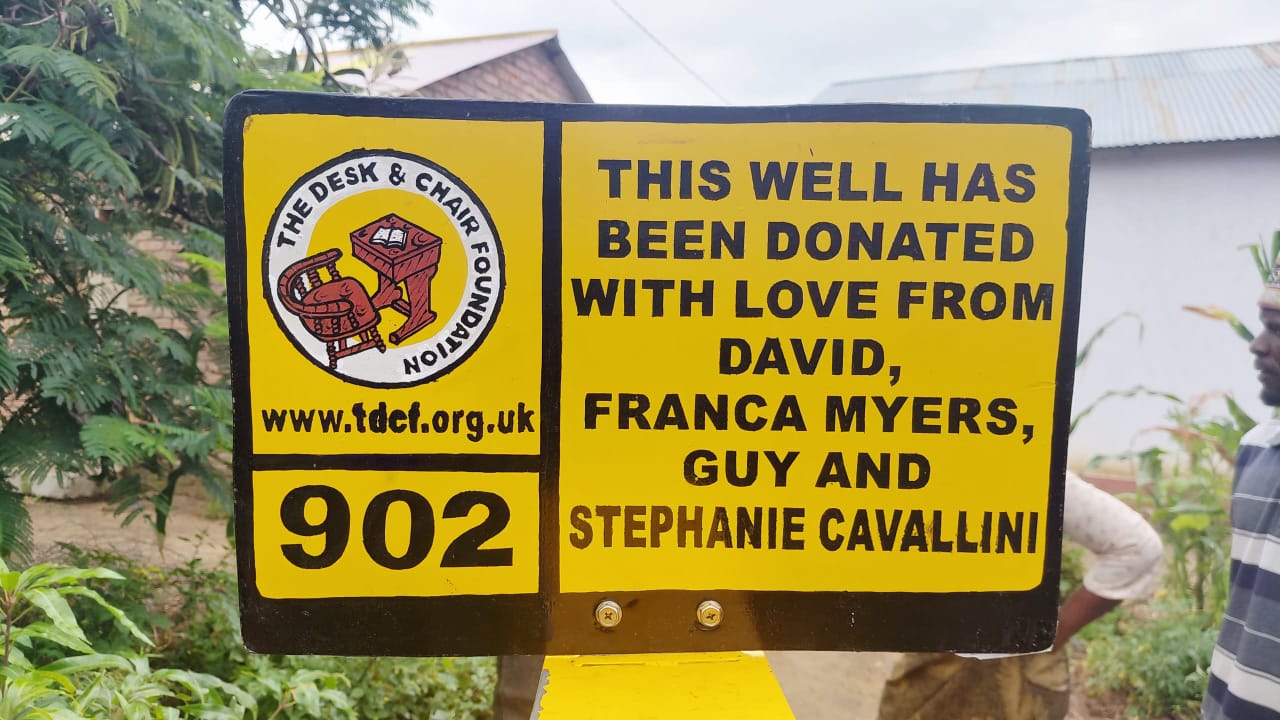 THE DESK & CHAIR FOUNDATION
www.tdcf.org.uk
902
THIS WELL HAS
BEEN DONATED
WITH LOVE FROM
DAVID,
FRANCA MYERS,
GUY AND
STEPHANIE CAVALLINI